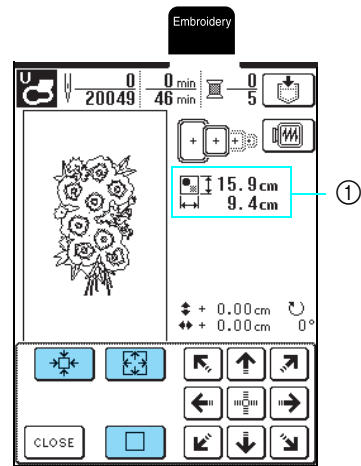 Embroidery
U 0 0 min 0
20049 46 min 5
15.9cm
9.4cm
①
+ 0.00cm
+ 0.00cm 0°
CLOSE